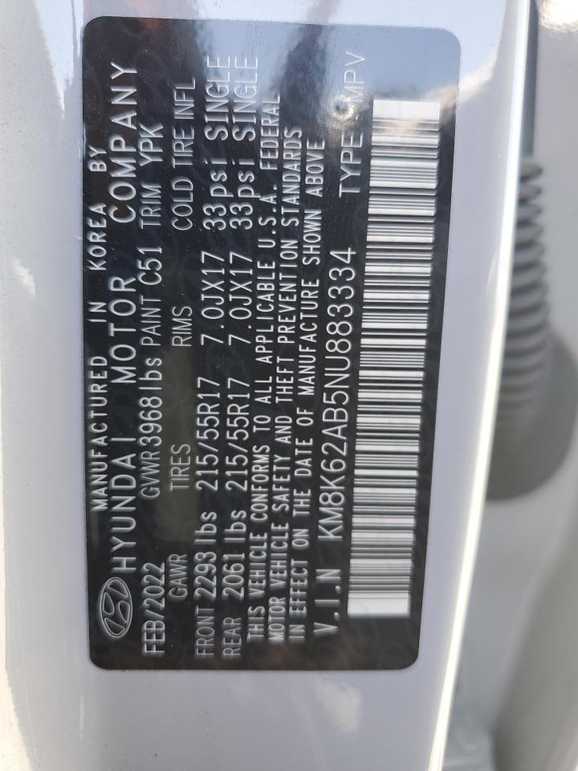 MANUFACTURED IN KOREA BY
HYUNDAI MOTOR COMPANY
FEB/2022 GVWR 3968 lbs PAINT C51 TRIM YPK
GAWR TIRES RIMS COLD TIRE INFL
FRONT 2293 lbs 215/55R17 7.0JX17 33psi SINGLE
REAR 2061 lbs 215/55R17 7.0JX17 33psi SINGLE
THIS VEHICLE CONFORMS TO ALL APPLICABLE U.S.A. FEDERAL
MOTOR VEHICLE SAFETY AND THEFT PREVENTION STANDARDS
IN EFFECT ON THE DATE OF MANUFACTURE SHOWN ABOVE
V.I.N KM8K62AB5NU883334 TYPE MPV